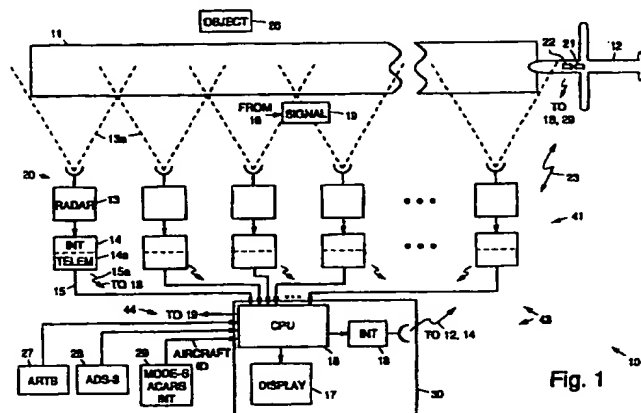 OBJECT
26
11
22
21
12
TO
18, 29
FROM
16
SIGNAL
19
13a
20
RADAR
13
23
41
INT
14
TELEM
14a
15a
15
TO 18
44
TO 19
CPU
16
INT
18
TO 12, 14
43
10
27
28
29
AIRCRAFT
ID
ARTS
ADS-B
MODE-S
ACARS
INT
DISPLAY
17
30
Fig. 1